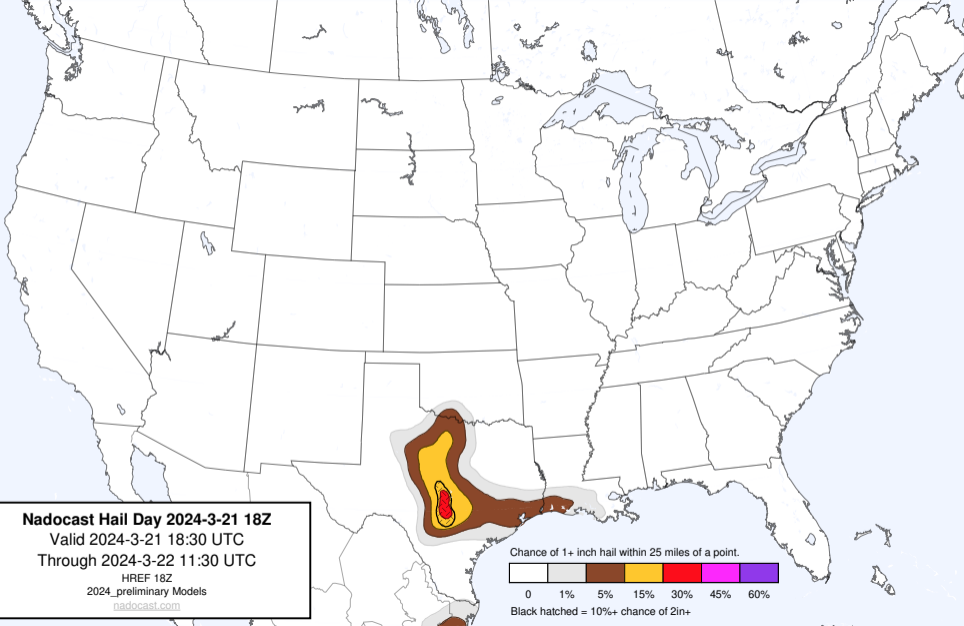 Nadocast Hail Day 2024-3-21 18Z
Valid 2024-3-21 18:30 UTC
Through 2024-3-22 11:30 UTC
HREF 18Z
2024_preliminary Models
nadocast.com
Chance of 1+ inch hail within 25 miles of a point.
0 1% 5% 15% 30% 45% 60%
Black hatched = 10%+ chance of 2in+